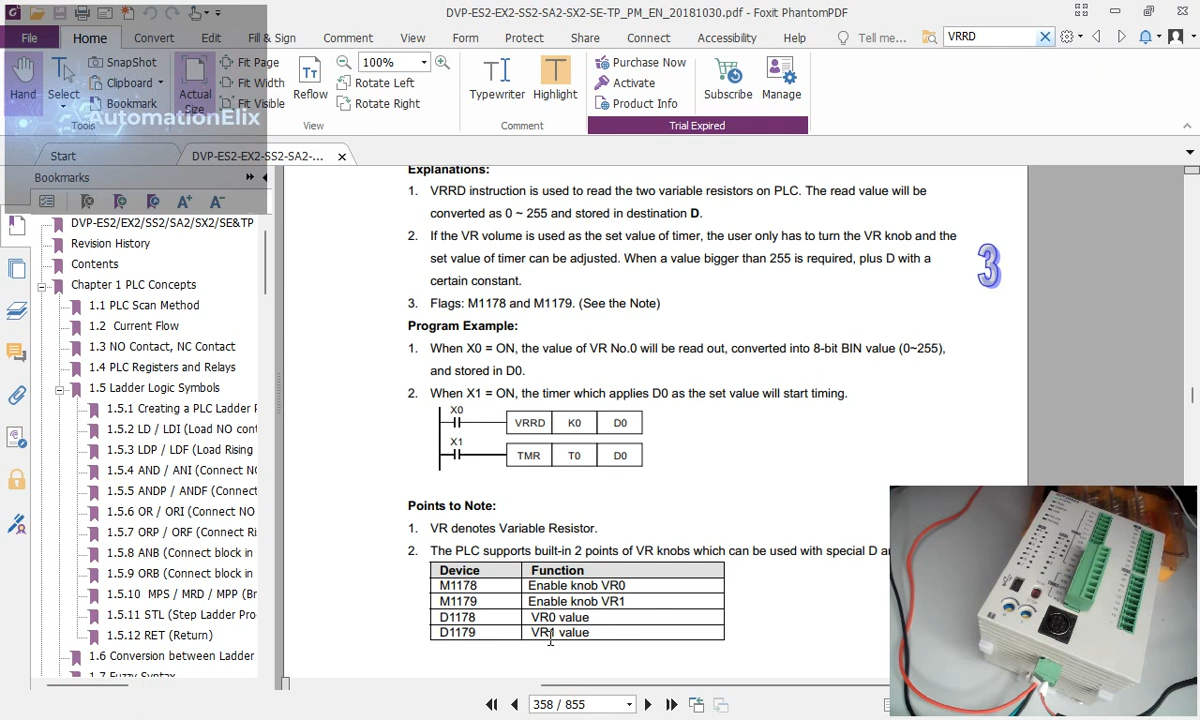 DVP-ES2-EX2-SS2-SA2-SX2-SE-TP_PM_EN_20181030.pdf - Foxit PhantomPDF
File
Home
Convert
Edit
Fill & Sign
Comment
View
Form
Protect
Share
Connect
Accessibility
Help
Tell me...
VRRD
Hand
Select
SnapShot
Clipboard
Bookmark
Tools
Actual
Size
Fit Page
Fit Width
Fit Visible
Reflow
100%
Rotate Left
Rotate Right
View
Typewriter
Highlight
Comment
Purchase Now
Activate
Product Info
Subscribe
Manage
Trial Expired
AutomationElix
Start
DVP-ES2-EX2-SS2-SA2-...
Bookmarks
DVP-ES2/EX2/SS2/SA2/SX2/SE&TP
Revision History
Contents
Chapter 1 PLC Concepts
1.1 PLC Scan Method
1.2 Current Flow
1.3 NO Contact, NC Contact
1.4 PLC Registers and Relays
1.5 Ladder Logic Symbols
1.5.1 Creating a PLC Ladder P
1.5.2 LD / LDI (Load NO cont
1.5.3 LDP / LDF (Load Rising
1.5.4 AND / ANI (Connect NO
1.5.5 ANDP / ANDF (Connect
1.5.6 OR / ORI (Connect NO
1.5.7 ORP / ORF (Connect Ri
1.5.8 ANB (Connect block in
1.5.9 ORB (Connect block in
1.5.10 MPS / MRD / MPP (Br
1.5.11 STL (Step Ladder Pro
1.5.12 RET (Return)
1.6 Conversion between Ladder
1.7 Fuzzy Syntax
Explanations:
1. VRRD instruction is used to read the two variable resistors on PLC. The read value will be
converted as 0 ~ 255 and stored in destination D.
2. If the VR volume is used as the set value of timer, the user only has to turn the VR knob and the
set value of timer can be adjusted. When a value bigger than 255 is required, plus D with a
certain constant.
3. Flags: M1178 and M1179. (See the Note)
3
Program Example:
1. When X0 = ON, the value of VR No.0 will be read out, converted into 8-bit BIN value (0~255),
and stored in D0.
2. When X1 = ON, the timer which applies D0 as the set value will start timing.
X0
VRRD K0 D0
X1
TMR T0 D0
Points to Note:
1. VR denotes Variable Resistor.
2. The PLC supports built-in 2 points of VR knobs which can be used with special D a
Device Function
M1178 Enable knob VR0
M1179 Enable knob VR1
D1178 VR0 value
D1179 VR1 value
358 / 855